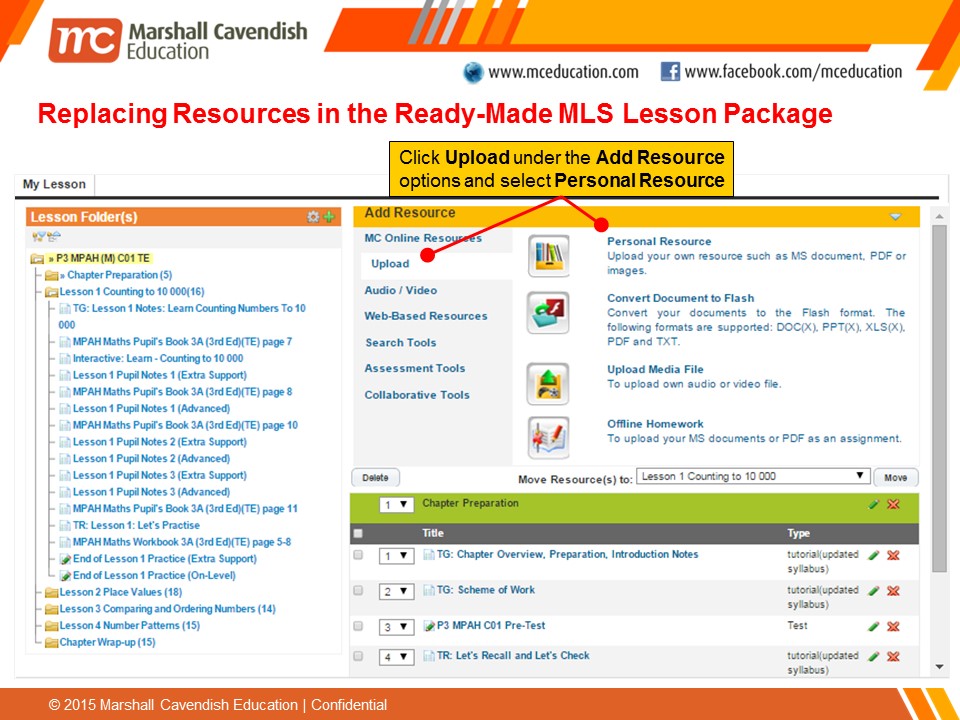 mc Marshall Cavendish
Education
www.mceducation.com
www.facebook.com/mceducation
Replacing Resources in the Ready-Made MLS Lesson Package
Click Upload under the Add Resource
options and select Personal Resource
My Lesson
Lesson Folder(s)
» P3 MPAH (M) C01 TE
» Chapter Preparation (5)
Lesson 1 Counting to 10 000(16)
TG: Lesson 1 Notes: Learn Counting Numbers To 10
000
MPAH Maths Pupil's Book 3A (3rd Ed)(TE) page 7
Interactive: Learn - Counting to 10 000
Lesson 1 Pupil Notes 1 (Extra Support)
MPAH Maths Pupil's Book 3A (3rd Ed)(TE) page 8
Lesson 1 Pupil Notes 1 (Advanced)
MPAH Maths Pupil's Book 3A (3rd Ed)(TE) page 10
Lesson 1 Pupil Notes 2 (Extra Support)
Lesson 1 Pupil Notes 2 (Advanced)
Lesson 1 Pupil Notes 3 (Extra Support)
Lesson 1 Pupil Notes 3 (Advanced)
MPAH Maths Pupil's Book 3A (3rd Ed)(TE) page 11
TR: Lesson 1: Let's Practise
MPAH Maths Workbook 3A (3rd Ed)(TE) page 5-8
End of Lesson 1 Practice (Extra Support)
End of Lesson 1 Practice (On-Level)
Lesson 2 Place Values (18)
Lesson 3 Comparing and Ordering Numbers (14)
Lesson 4 Number Patterns (15)
Chapter Wrap-up (15)
Add Resource
MC Online Resources
Upload
Audio / Video
Web-Based Resources
Search Tools
Assessment Tools
Collaborative Tools
Personal Resource
Upload your own resource such as MS document, PDF or
images.
Convert Document to Flash
Convert your documents to the Flash format. The
following formats are supported: DOC(X), PPT(X), XLS(X),
PDF and TXT.
Upload Media File
To upload own audio or video file.
Offline Homework
To upload your MS documents or PDF as an assignment.
Delete
Move Resource(s) to: Lesson 1 Counting to 10 000 Move
1 Chapter Preparation
Title Type
1 TG: Chapter Overview, Preparation, Introduction Notes tutorial(updated
syllabus)
2 TG: Scheme of Work tutorial(updated
syllabus)
3 P3 MPAH C01 Pre-Test Test
4 TR: Let's Recall and Let's Check tutorial(updated
syllabus)
© 2015 Marshall Cavendish Education | Confidential